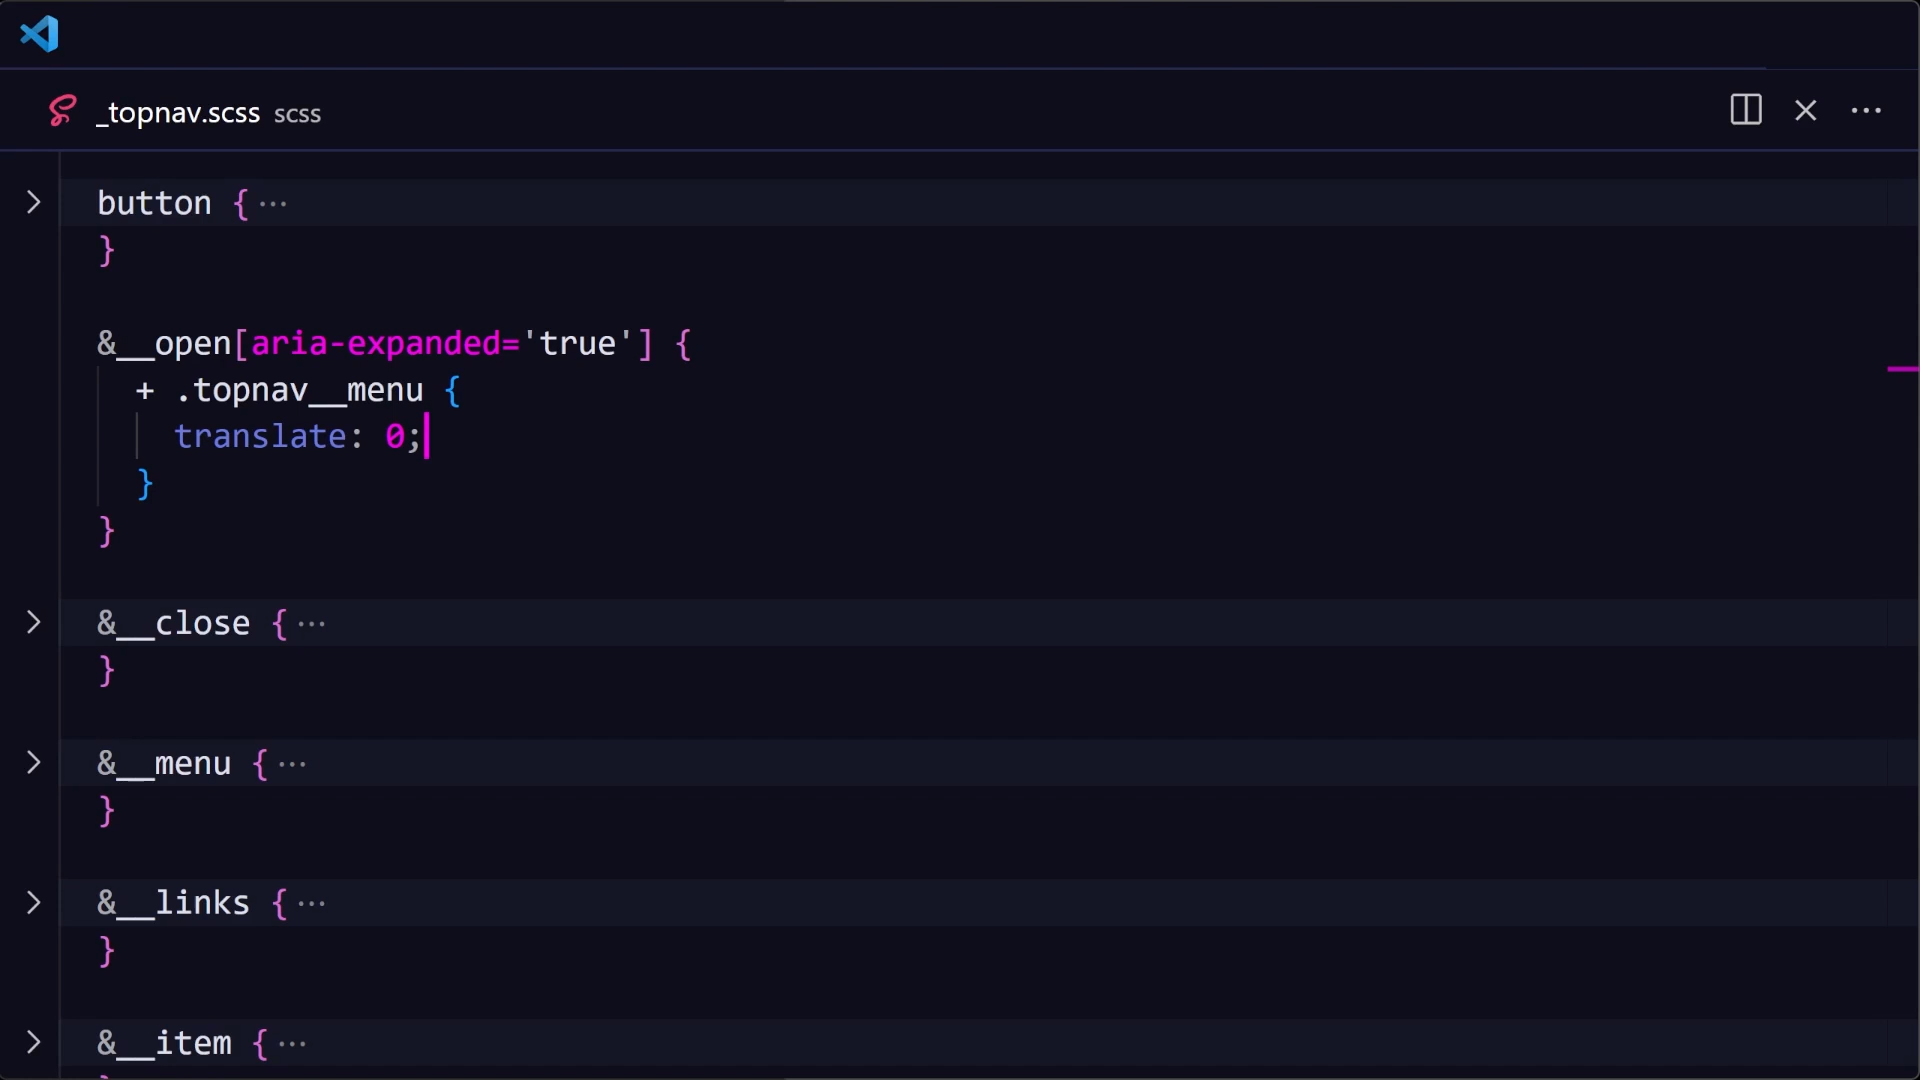 _topnav.scss scss
button { ···
}
&__open[aria-expanded='true'] {
+ .topnav__menu {
translate: 0;
}
}
&__close { ···
}
&__menu { ···
}
&__links { ···
}
&__item { ···